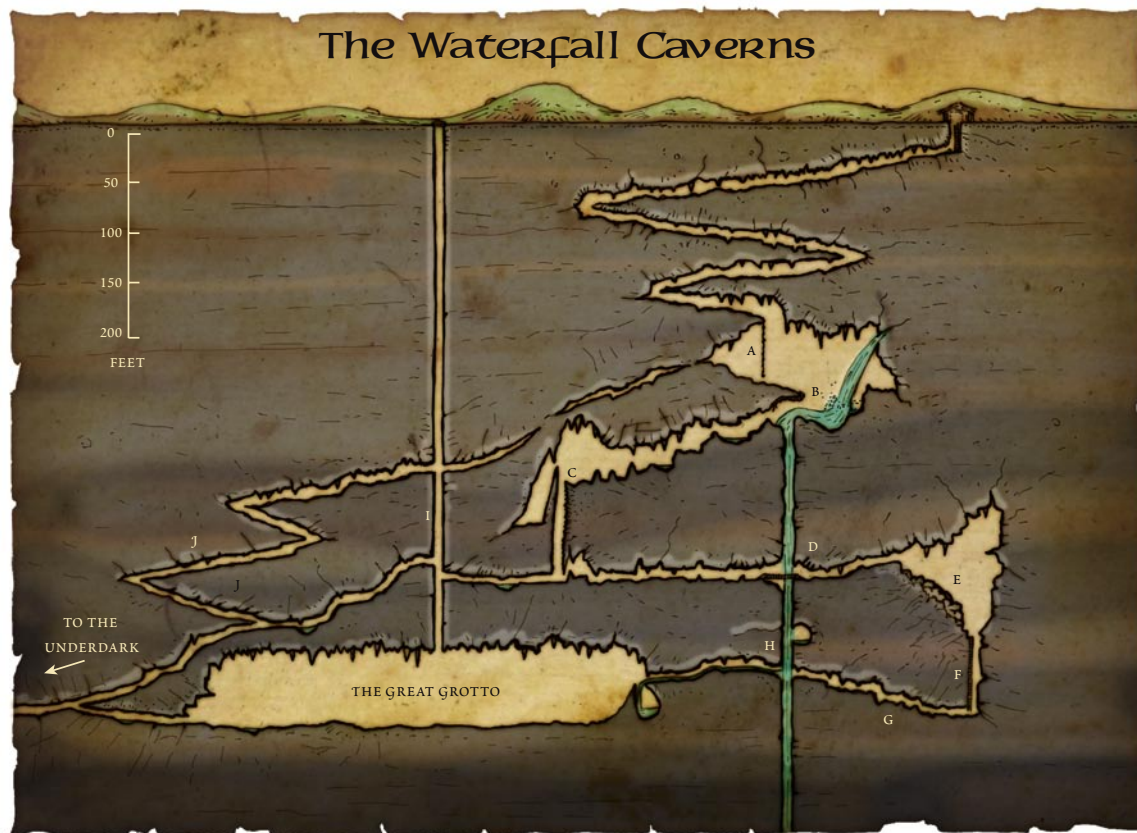 The Waterfall Caverns
0
50
100
150
200
FEET
A
B
C
I
J
D
J
E
TO THE
UNDERDARK
H
F
THE GREAT GROTTO
G